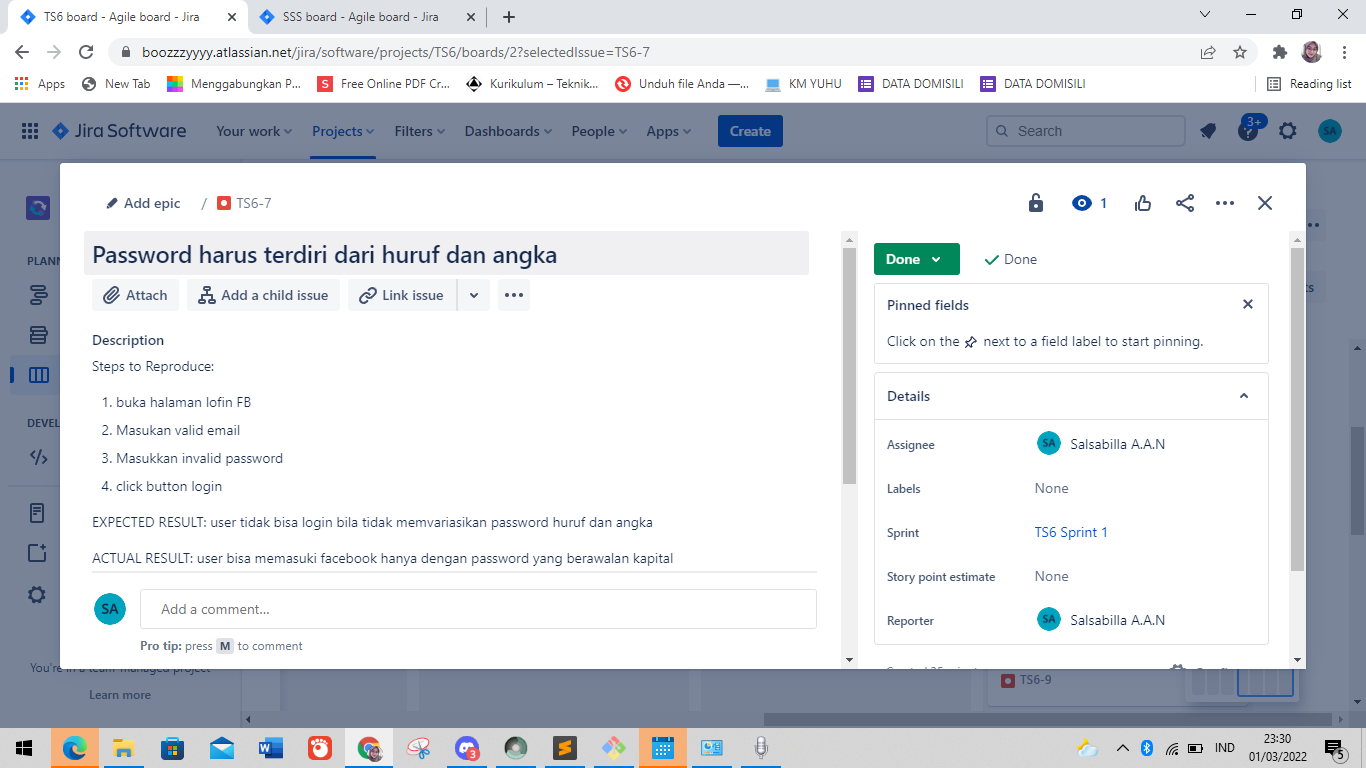 TS6 board - Agile board - Jira
SSS board - Agile board - Jira
boozzzyyyy.atlassian.net/jira/software/projects/TS6/boards/2?selectedIssue=TS6-7
Apps
New Tab
Menggabungkan P...
Free Online PDF Cr...
Kurikulum – Teknik...
Unduh file Anda —...
KM YUHU
DATA DOMISILI
DATA DOMISILI
Reading list
Jira Software
Your work
Projects
Filters
Dashboards
People
Apps
Create
Search
3+
SA
PLANN
DEVEL
Add epic
/
TS6-7
1
Password harus terdiri dari huruf dan angka
Attach
Add a child issue
Link issue
Description
Steps to Reproduce:
1. buka halaman lofin FB
2. Masukan valid email
3. Masukkan invalid password
4. click button login
EXPECTED RESULT: user tidak bisa login bila tidak memvariasikan password huruf dan angka
ACTUAL RESULT: user bisa memasuki facebook hanya dengan password yang berawalan kapital
SA
Add a comment...
Pro tip: press M to comment
Done
Done
Pinned fields
Click on the next to a field label to start pinning.
Details
Assignee
SA
Salsabilla A.A.N
Labels
None
Sprint
TS6 Sprint 1
Story point estimate
None
Reporter
SA
Salsabilla A.A.N
You're in a team-managed project
Learn more
TS6-9
3
IND
23:30
01/03/2022
5